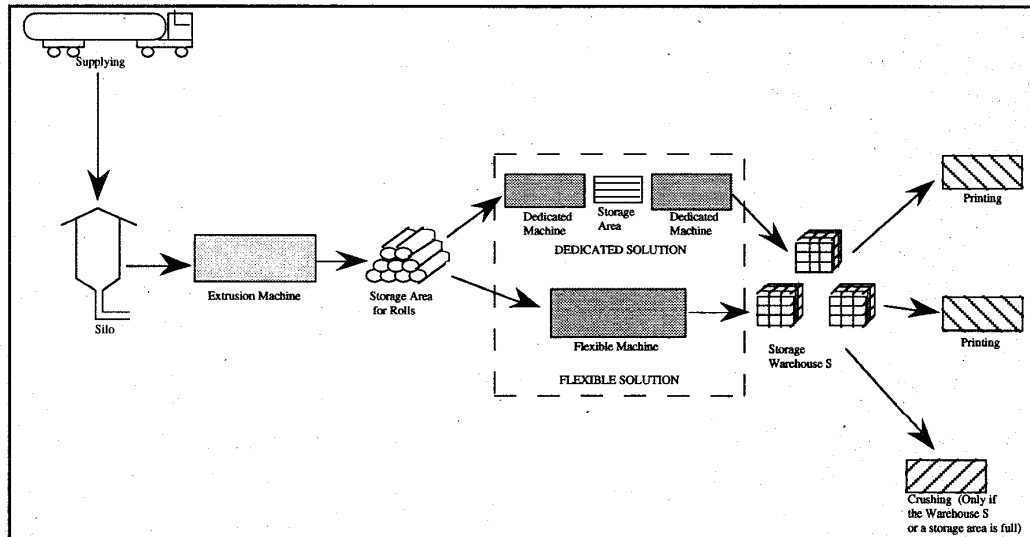 Supplying
Silo
Extrusion Machine
Storage Area
for Rolls
Dedicated
Machine
Storage
Area
Dedicated
Machine
DEDICATED SOLUTION
Flexible Machine
FLEXIBLE SOLUTION
Storage
Warehouse S
Printing
Printing
Crushing (Only if
the Warehouse S
or a storage area is full)